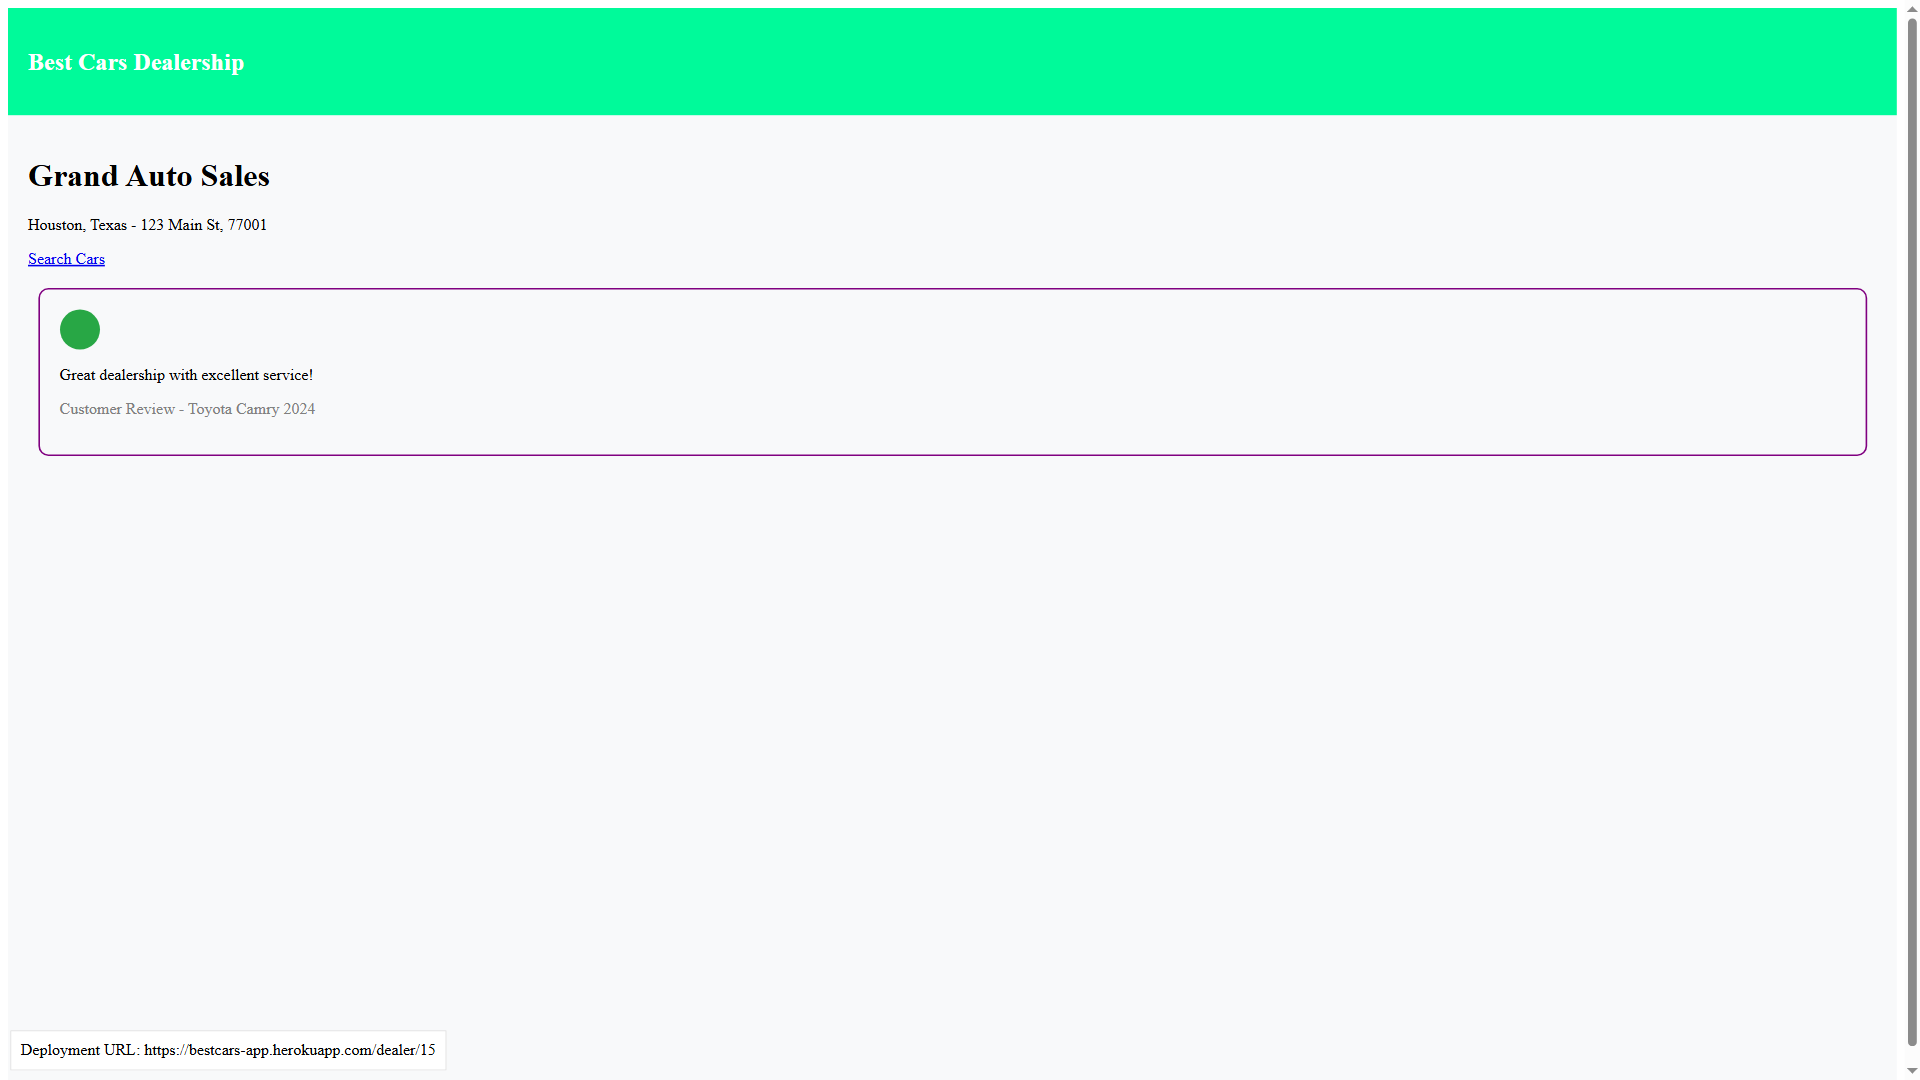 Best Cars Dealership
Grand Auto Sales
Houston, Texas - 123 Main St, 77001
Search Cars
Great dealership with excellent service!
Customer Review - Toyota Camry 2024
Deployment URL: https://bestcars-app.herokuapp.com/dealer/15